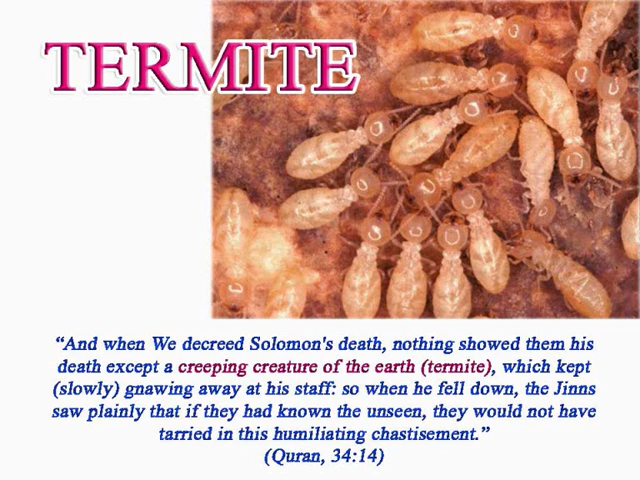 TERMITE
“And when We decreed Solomon's death, nothing showed them his
death except a creeping creature of the earth (termite), which kept
(slowly) gnawing away at his staff: so when he fell down, the Jinns
saw plainly that if they had known the unseen, they would not have
tarried in this humiliating chastisement.”
(Quran, 34:14)